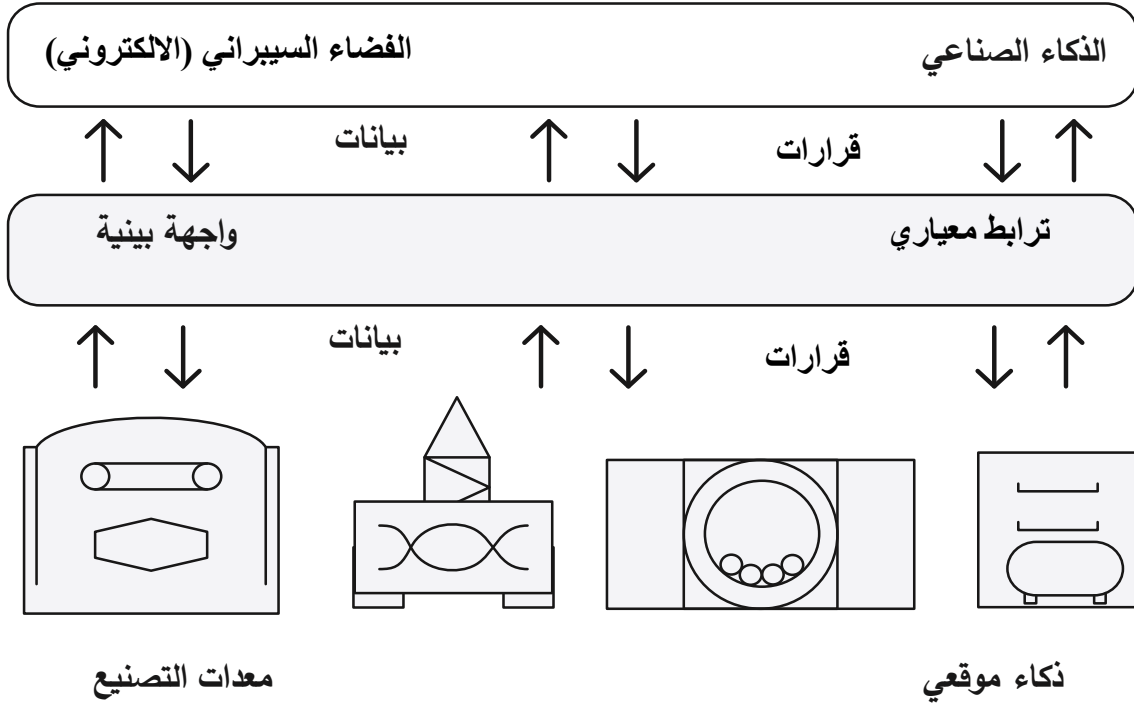 الذكاء الصناعي
الفضاء السيبراني (الالكتروني)
قرارات
بيانات
ترابط معياري
واجهة بينية
قرارات
بيانات
ذكاء موقعي
معدات التصنيع